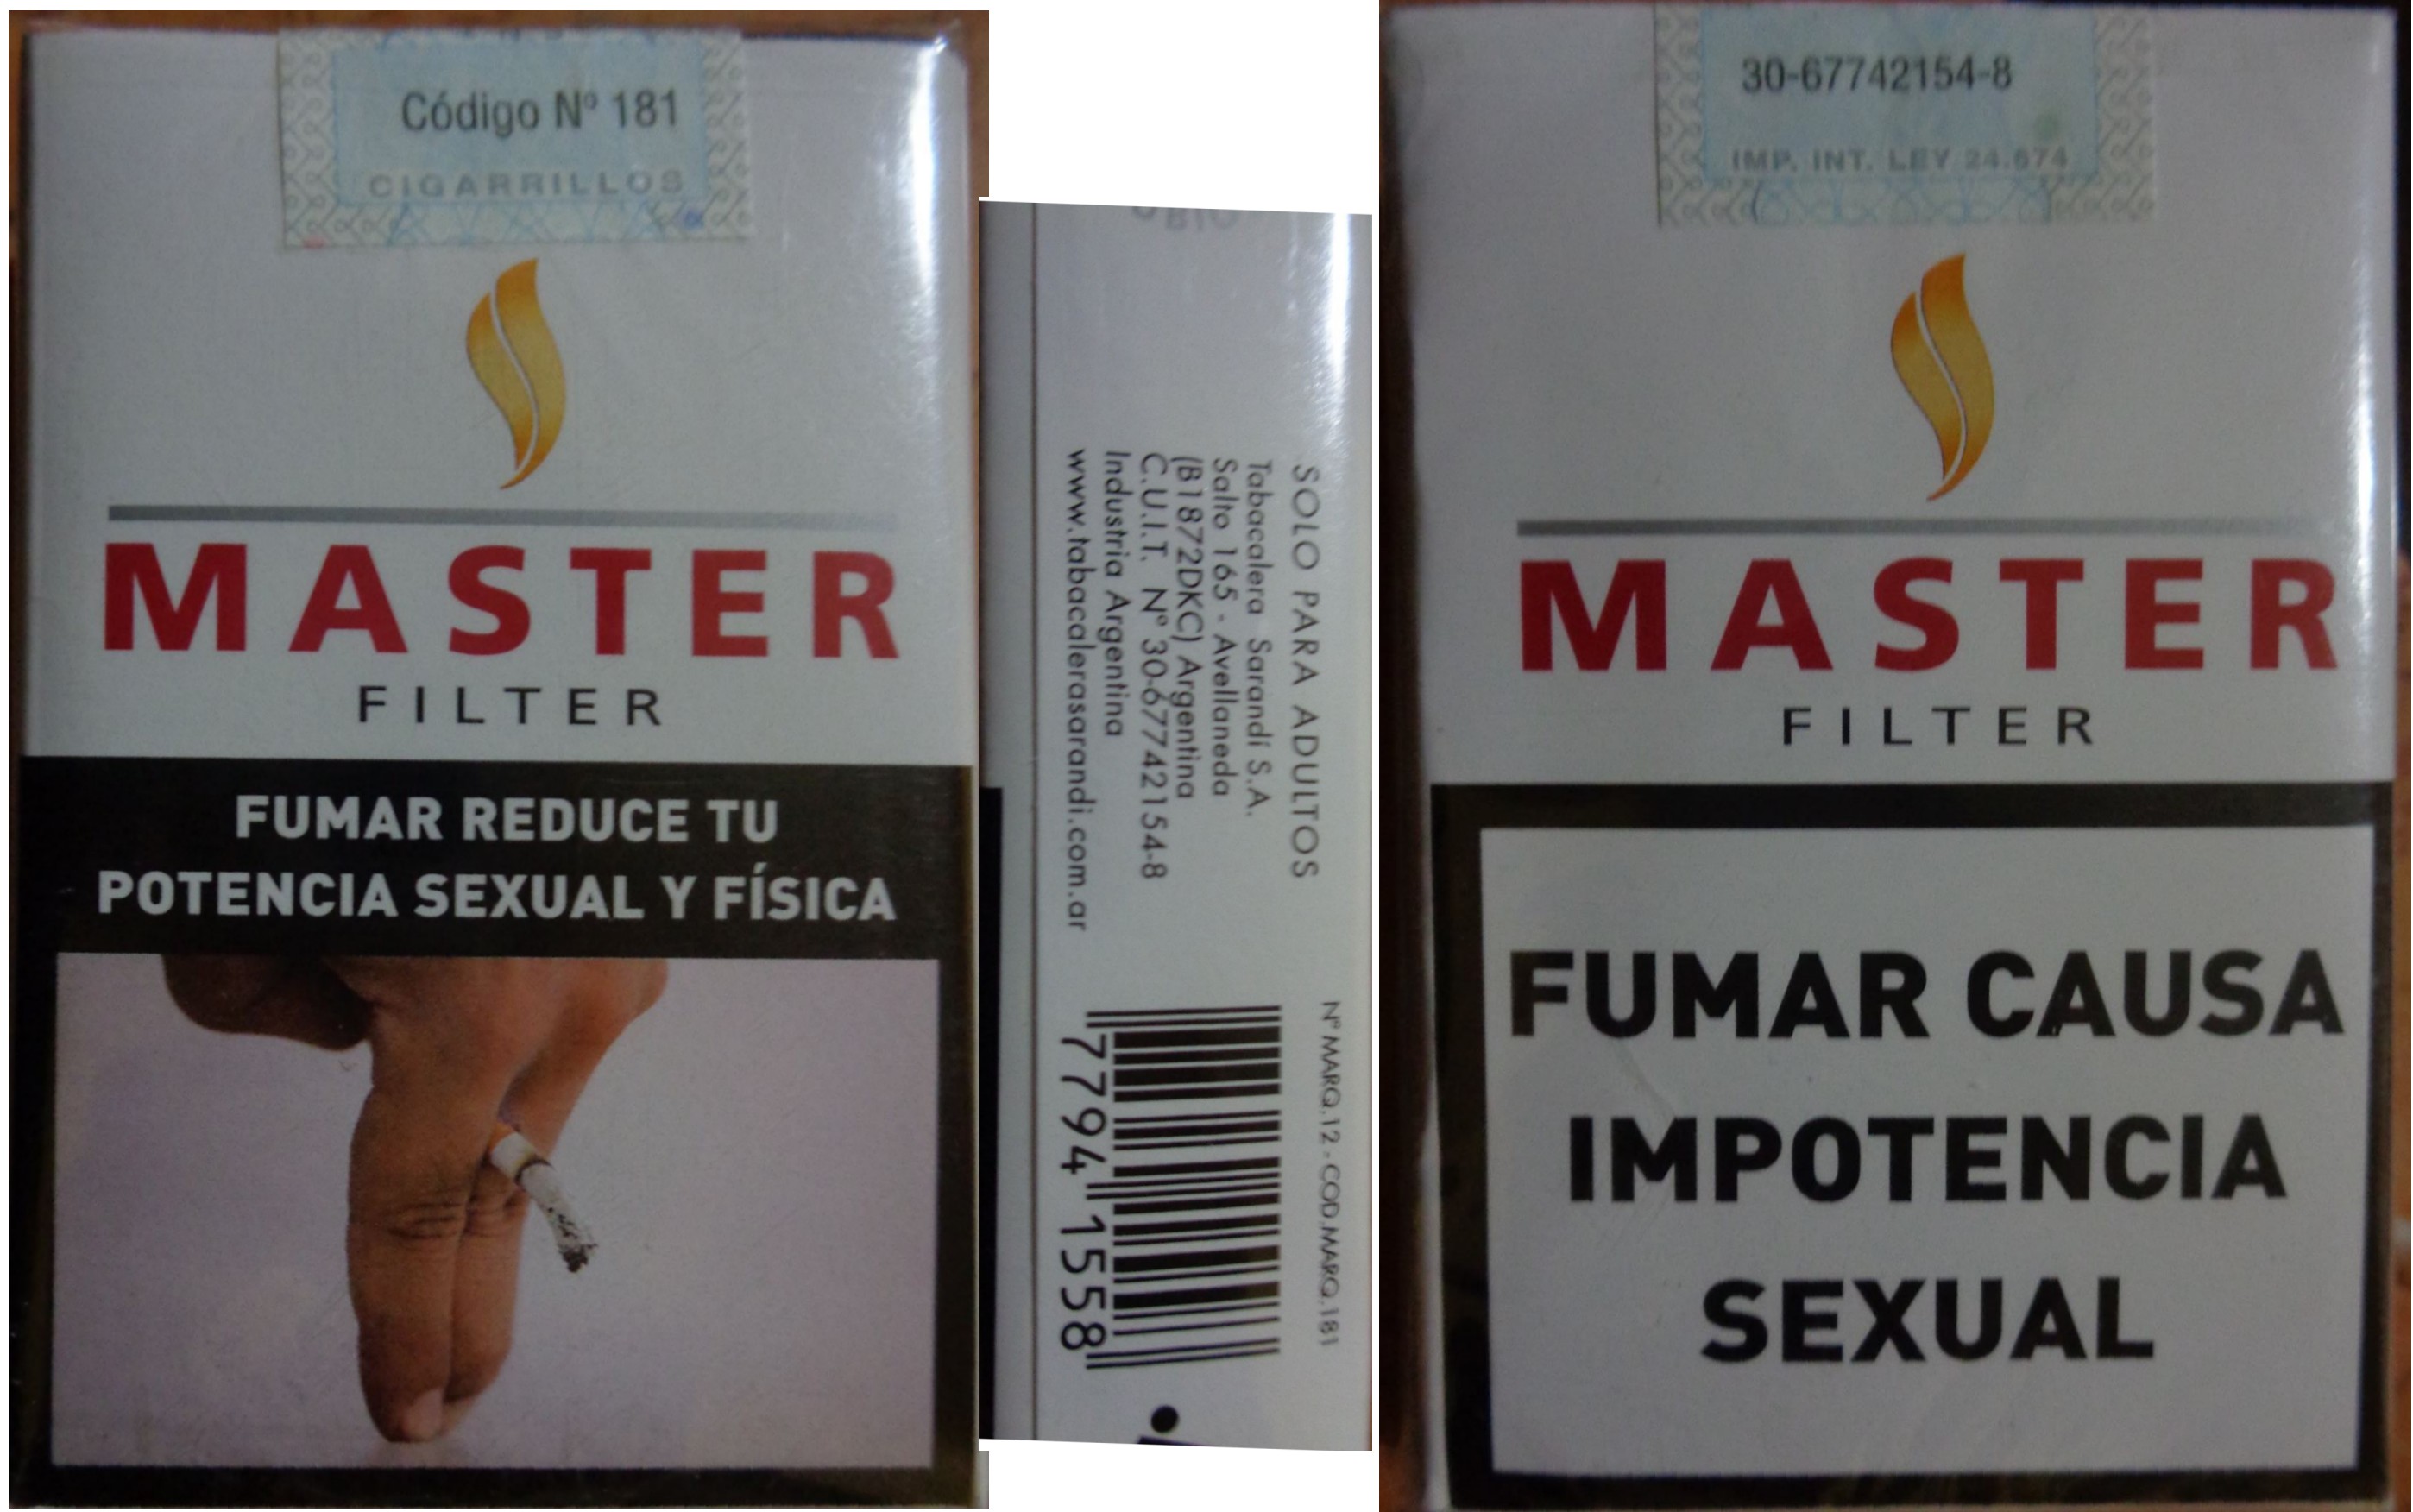 Código Nº 181
CIGARRILLOS
MASTER
FILTER
FUMAR REDUCE TU
POTENCIA SEXUAL Y FÍSICA
SOLO PARA ADULTOS
Tabacalera Sarandí S.A.
Salto 165 - Avellaneda
(B1872DKC) Argentina
C.U.I.T. Nº 30-67742154-8
Industria Argentina
www.tabacalerasarandi.com.ar
Nº MARQ.12 - COD.MARQ.181
77941558
30-67742154-8
IMP. INT. LEY 24.674
MASTER
FILTER
FUMAR CAUSA
IMPOTENCIA
SEXUAL